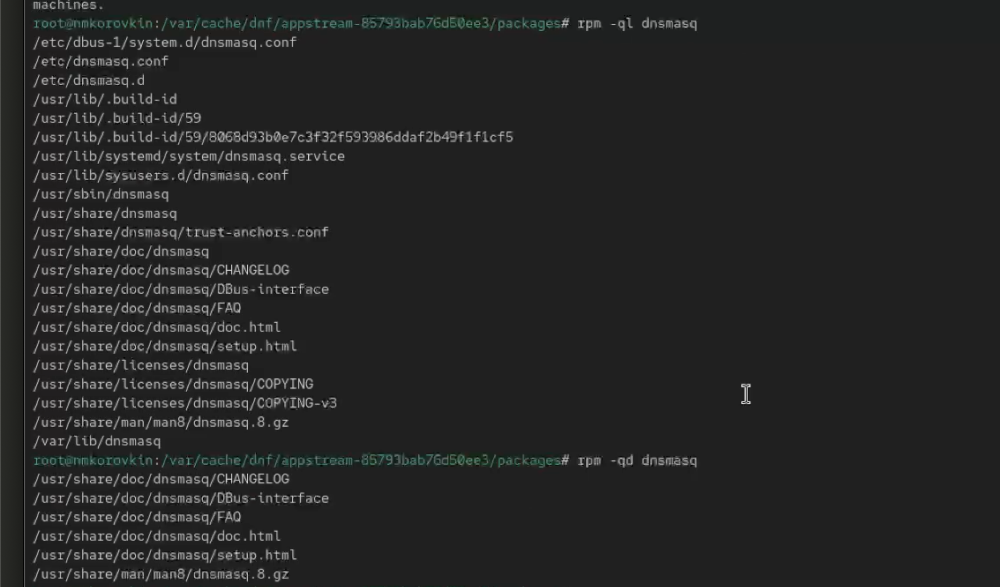 machines.
root@nmkorovkin:/var/cache/dnf/appstream-85793bab76d50ee3/packages# rpm -ql dnsmasq
/etc/dbus-1/system.d/dnsmasq.conf
/etc/dnsmasq.conf
/etc/dnsmasq.d
/usr/lib/.build-id
/usr/lib/.build-id/59
/usr/lib/.build-id/59/8068d93b0e7c3f32f593986ddaf2b49f1f1cf5
/usr/lib/systemd/system/dnsmasq.service
/usr/lib/sysusers.d/dnsmasq.conf
/usr/sbin/dnsmasq
/usr/share/dnsmasq
/usr/share/dnsmasq/trust-anchors.conf
/usr/share/doc/dnsmasq
/usr/share/doc/dnsmasq/CHANGELOG
/usr/share/doc/dnsmasq/DBus-interface
/usr/share/doc/dnsmasq/FAQ
/usr/share/doc/dnsmasq/doc.html
/usr/share/doc/dnsmasq/setup.html
/usr/share/licenses/dnsmasq
/usr/share/licenses/dnsmasq/COPYING
/usr/share/licenses/dnsmasq/COPYING-v3
/usr/share/man/man8/dnsmasq.8.gz
/var/lib/dnsmasq
root@nmkorovkin:/var/cache/dnf/appstream-85793bab76d50ee3/packages# rpm -qd dnsmasq
/usr/share/doc/dnsmasq/CHANGELOG
/usr/share/doc/dnsmasq/DBus-interface
/usr/share/doc/dnsmasq/FAQ
/usr/share/doc/dnsmasq/doc.html
/usr/share/doc/dnsmasq/setup.html
/usr/share/man/man8/dnsmasq.8.gz